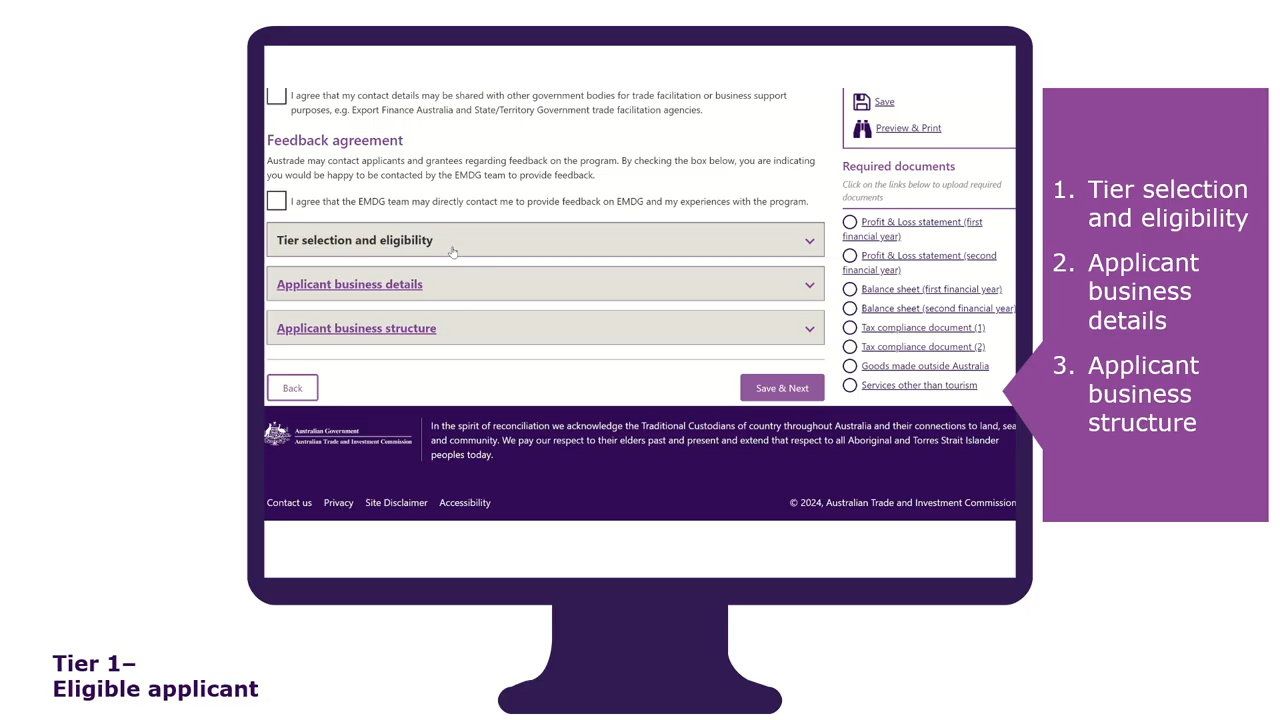 I agree that my contact details may be shared with other government bodies for trade facilitation or business support
purposes, e.g. Export Finance Australia and State/Territory Government trade facilitation agencies.
Feedback agreement
Austrade may contact applicants and grantees regarding feedback on the program. By checking the box below, you are indicating
you would be happy to be contacted by the EMDG team to provide feedback.
I agree that the EMDG team may directly contact me to provide feedback on EMDG and my experiences with the program.
Tier selection and eligibility
Applicant business details
Applicant business structure
Back
Save & Next
Save
Preview & Print
Required documents
Click on the links below to upload required
documents
Profit & Loss statement (first
financial year)
Profit & Loss statement (second
financial year)
Balance sheet (first financial year)
Balance sheet (second financial year)
Tax compliance document (1)
Tax compliance document (2)
Goods made outside Australia
Services other than tourism
Australian Government
Australian Trade and Investment Commission
In the spirit of reconciliation we acknowledge the Traditional Custodians of country throughout Australia and their connections to land, sea
and community. We pay our respect to their elders past and present and extend that respect to all Aboriginal and Torres Strait Islander
peoples today.
Contact us
Privacy
Site Disclaimer
Accessibility
© 2024, Australian Trade and Investment Commission
1. Tier selection
and eligibility
2. Applicant
business
details
3. Applicant
business
structure
Tier 1–
Eligible applicant